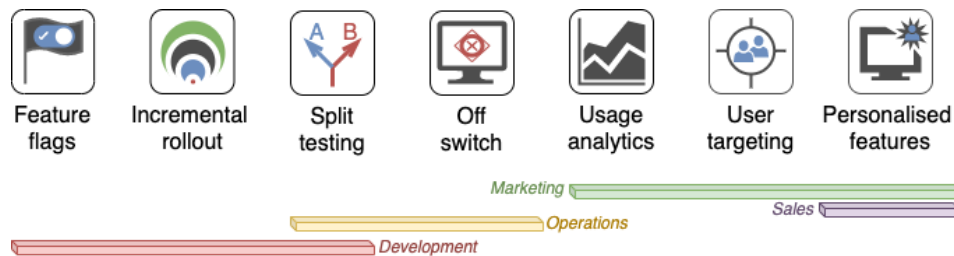 A B
Feature
flags
Incremental
rollout
Split
testing
Off
switch
Usage
analytics
User
targeting
Personalised
features
Marketing
Sales
Operations
Development